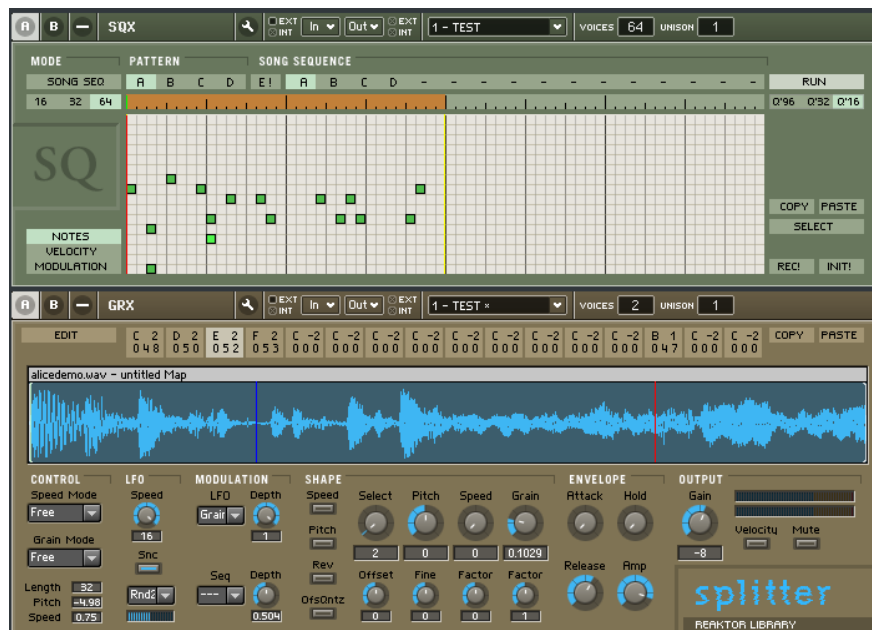 A B SQX EXT INT In Out EXT INT 1 - TEST VOICES 64 UNISON 1
MODE PATTERN SONG SEQUENCE
SONG SEQ A B C D E! A B C D - - - - - - - - - - - - RUN
16 32 64 Q'96 Q'32 Q'16
SQ
COPY PASTE
SELECT
NOTES
VELOCITY
MODULATION REC! INIT!
A B GRX EXT INT In Out EXT INT 1 - TEST * VOICES 2 UNISON 1
EDIT C 2 D 2 E 2 F 2 C -2 C -2 C -2 C -2 C -2 C -2 C -2 C -2 C -2 B 1 C -2 C -2 COPY PASTE
048 050 052 053 000 000 000 000 000 000 000 000 000 047 000 000
alicedemo.wav - untitled Map
CONTROL LFO MODULATION SHAPE ENVELOPE OUTPUT
Speed Mode Speed LFO Depth Speed Select Pitch Speed Grain Attack Hold Gain
Free Grain
16 1 Pitch
Grain Mode Velocity Mute
Free Snc 2 0 0 0.1029 -8
Seq Depth Rev Offset Fine Factor Factor Release Amp
Length 32 Rnd2 --- OfsQntz
Pitch -4.98
Speed 0.75 0.504 0 0 0 1
splitter
REAKTOR LIBRARY